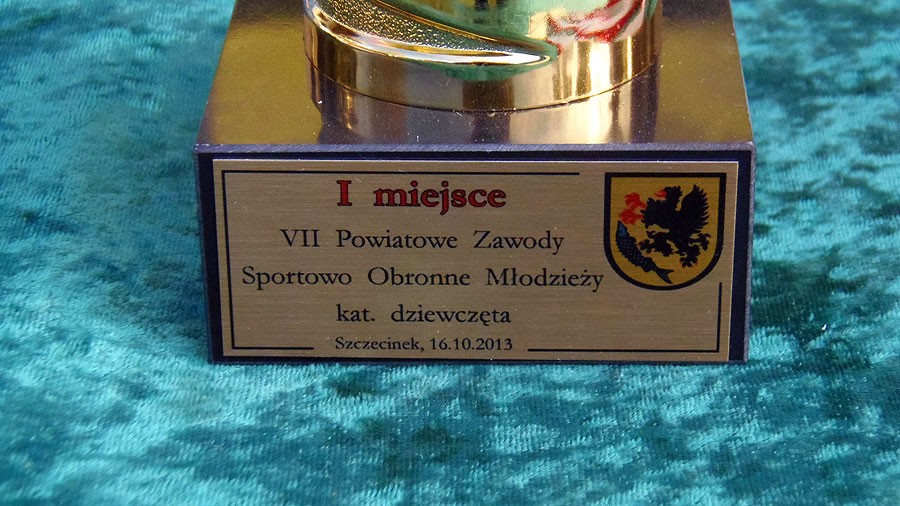 I miejsce
VII Powiatowe Zawody
Sportowo Obronne Młodzieży
kat. dziewczęta
Szczecinek, 16.10.2013